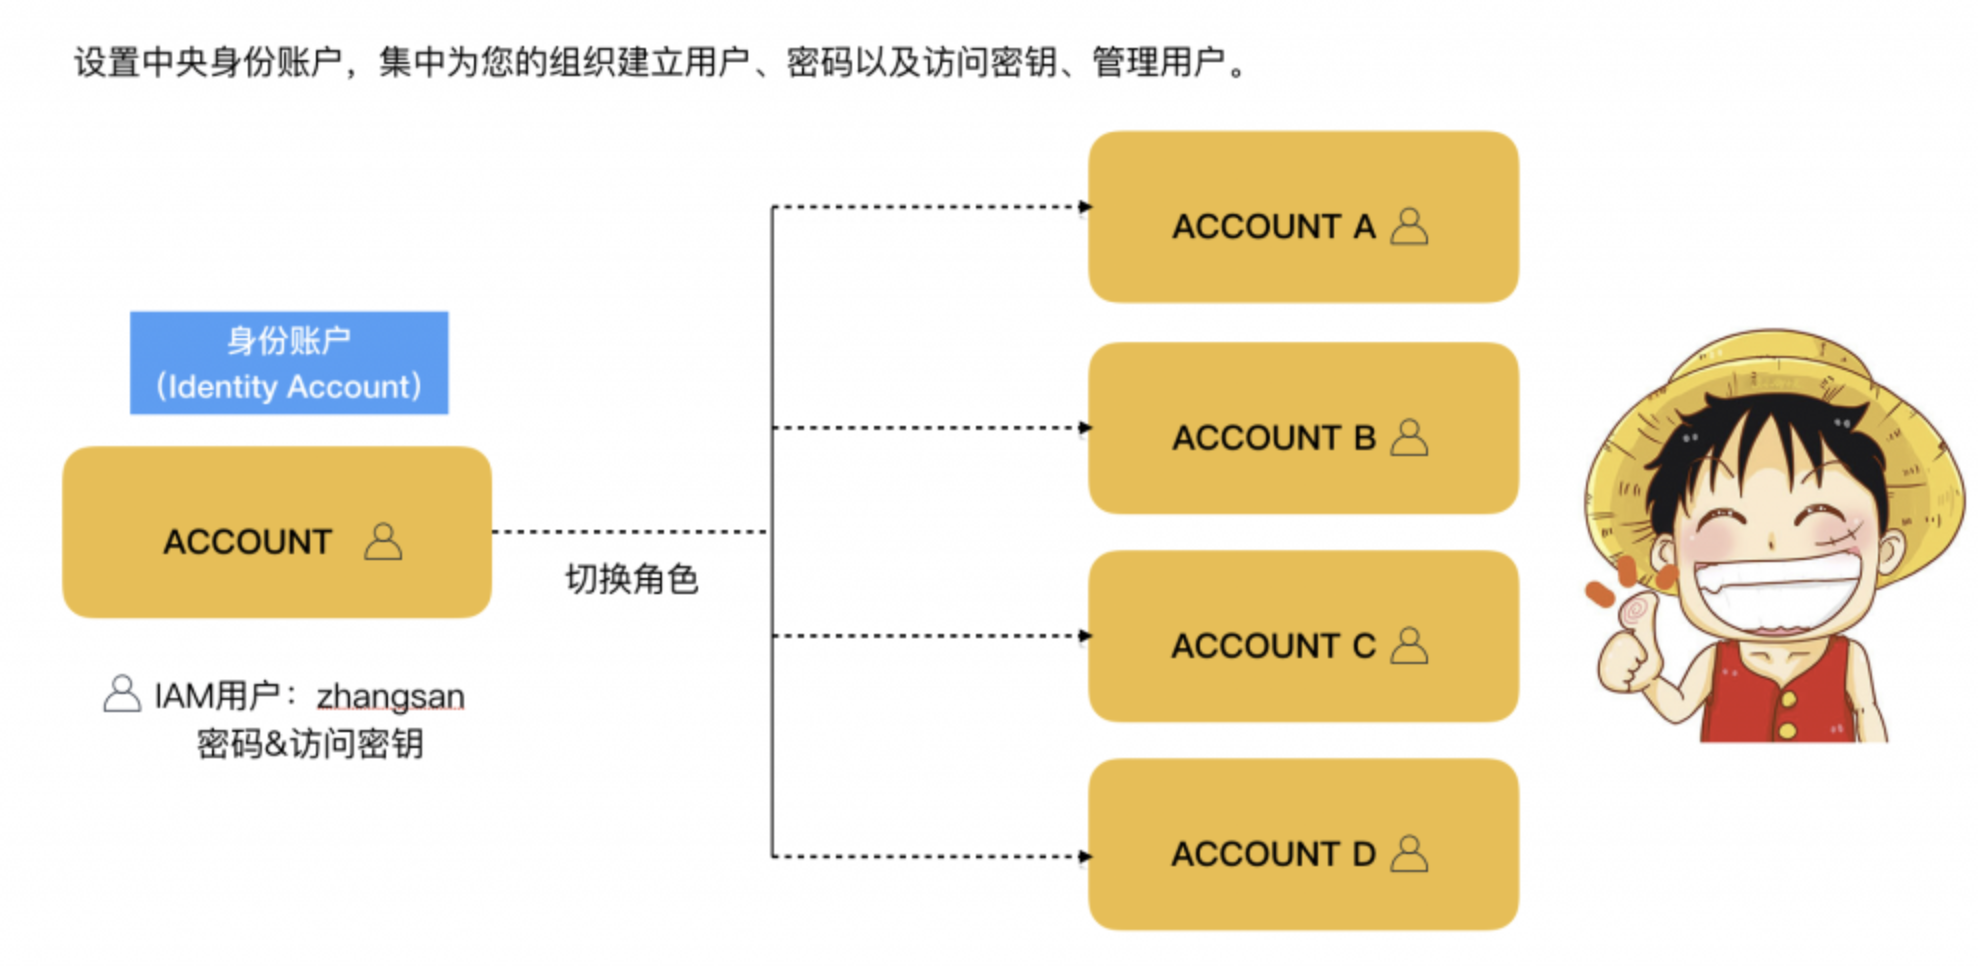 设置中央身份账户，集中为您的组织建立用户、密码以及访问密钥、管理用户。
ACCOUNT A
身份账户
（Identity Account）
ACCOUNT B
ACCOUNT
切换角色
ACCOUNT C
IAM用户：zhangsan
密码&访问密钥
ACCOUNT D